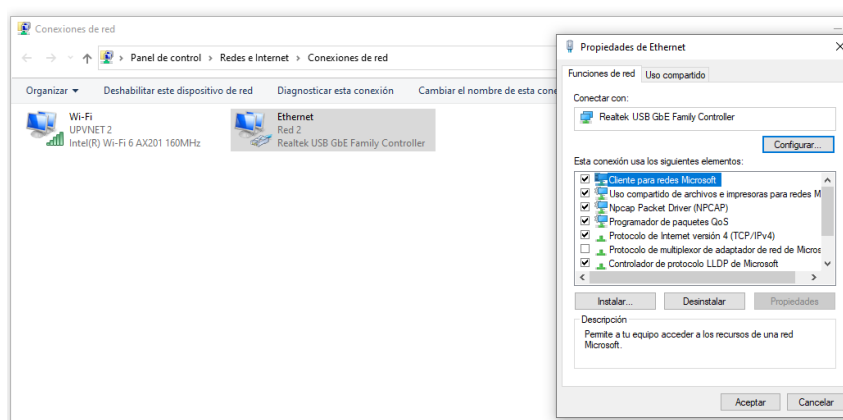 Conexiones de red
Panel de control > Redes e Internet > Conexiones de red
Organizar Deshabilitar este dispositivo de red Diagnosticar esta conexión Cambiar el nombre de esta cone
Wi-Fi
UPVNET 2
Intel(R) Wi-Fi 6 AX201 160MHz
Ethernet
Red 2
Realtek USB GbE Family Controller
Propiedades de Ethernet
Funciones de red Uso compartido
Conectar con:
Realtek USB GbE Family Controller
Configurar...
Esta conexión usa los siguientes elementos:
Cliente para redes Microsoft
Uso compartido de archivos e impresoras para redes M
Npcap Packet Driver (NPCAP)
Programador de paquetes QoS
Protocolo de Internet versión 4 (TCP/IPv4)
Protocolo de multiplexor de adaptador de red de Micros
Controlador de protocolo LLDP de Microsoft
Instalar... Desinstalar Propiedades
Descripción
Permite a tu equipo acceder a los recursos de una red
Microsoft.
Aceptar Cancelar